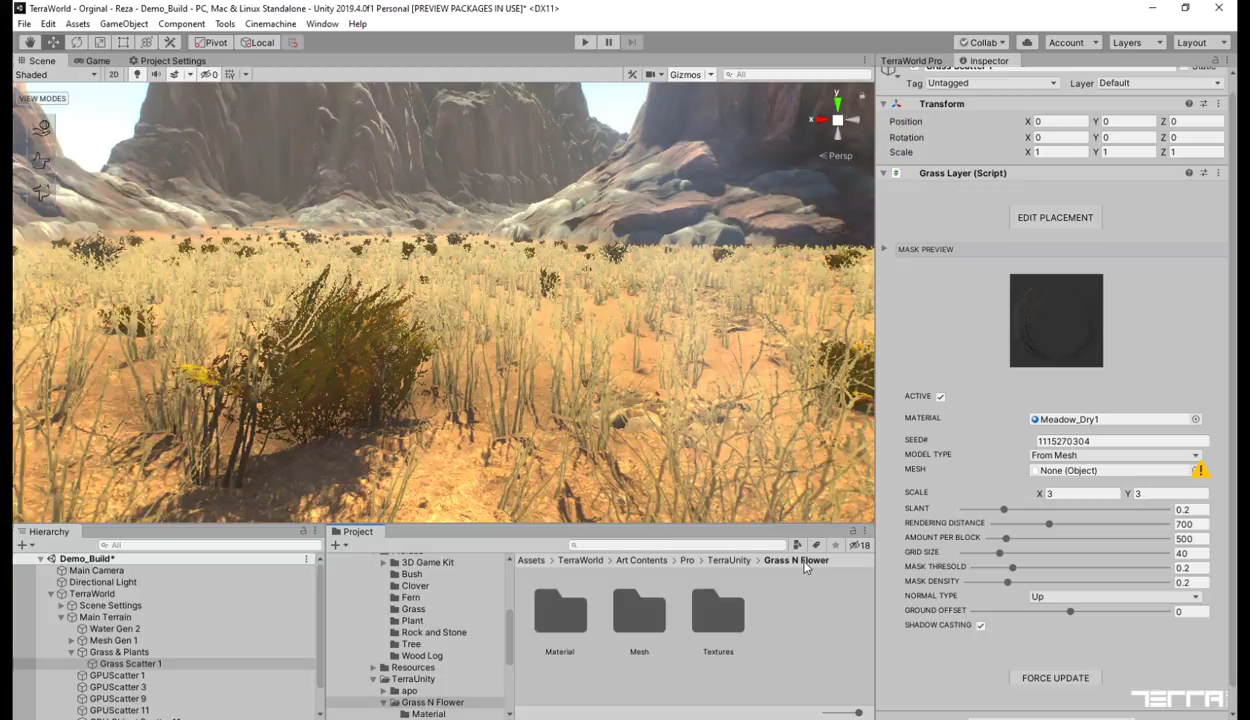 TerraWorld - Orginal - Reza - Demo_Build - PC, Mac & Linux Standalone - Unity 2019.4.0f1 Personal [PREVIEW PACKAGES IN USE]* <DX11>
File Edit Assets GameObject Component Tools Cinemachine Window Help
Pivot Local Collab Account Layers Layout
Scene Game Project Settings TerraWorld Pro Inspector
Shaded 2D 0 Gizmos All
Tag Untagged Layer Default
VIEW MODES
y
x
Persp
Transform
Position X 0 Y 0 Z 0
Rotation X 0 Y 0 Z 0
Scale X 1 Y 1 Z 1
# Grass Layer (Script)
EDIT PLACEMENT
MASK PREVIEW
ACTIVE
MATERIAL Meadow_Dry1
SEED# 1115270304
MODEL TYPE From Mesh
MESH None (Object)
SCALE X 3 Y 3
SLANT 0.2
RENDERING DISTANCE 700
AMOUNT PER BLOCK 500
GRID SIZE 40
MASK THRESOLD 0.2
MASK DENSITY 0.2
NORMAL TYPE Up
GROUND OFFSET 0
SHADOW CASTING
FORCE UPDATE
TERRA
Hierarchy
All
Demo_Build*
Main Camera
Directional Light
TerraWorld
Scene Settings
Main Terrain
Water Gen 2
Mesh Gen 1
Grass & Plants
Grass Scatter 1
GPUScatter 1
GPUScatter 3
GPUScatter 9
GPUScatter 11
Project
18
3D Game Kit
Bush
Clover
Fern
Grass
Plant
Rock and Stone
Tree
Wood Log
Resources
TerraUnity
apo
Grass N Flower
Material
Assets > TerraWorld > Art Contents > Pro > TerraUnity > Grass N Flower
Material Mesh Textures